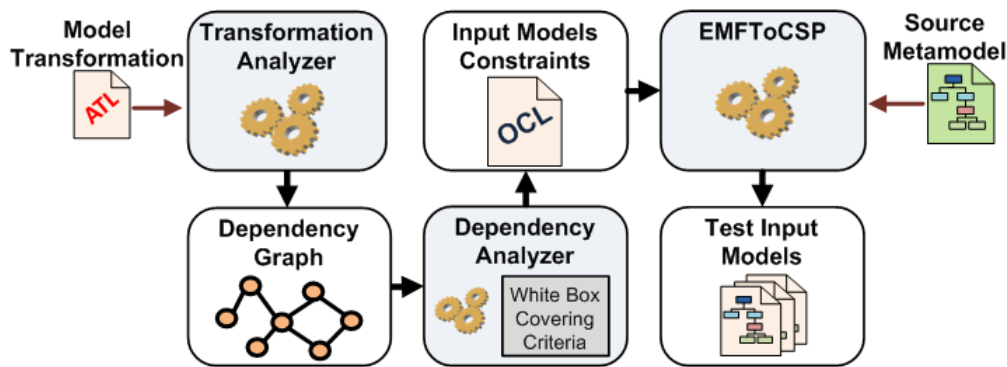 Model
Transformation
ATL
Transformation
Analyzer
Input Models
Constraints
OCL
EMFToCSP
Source
Metamodel
Dependency
Graph
Dependency
Analyzer
White Box
Covering
Criteria
Test Input
Models